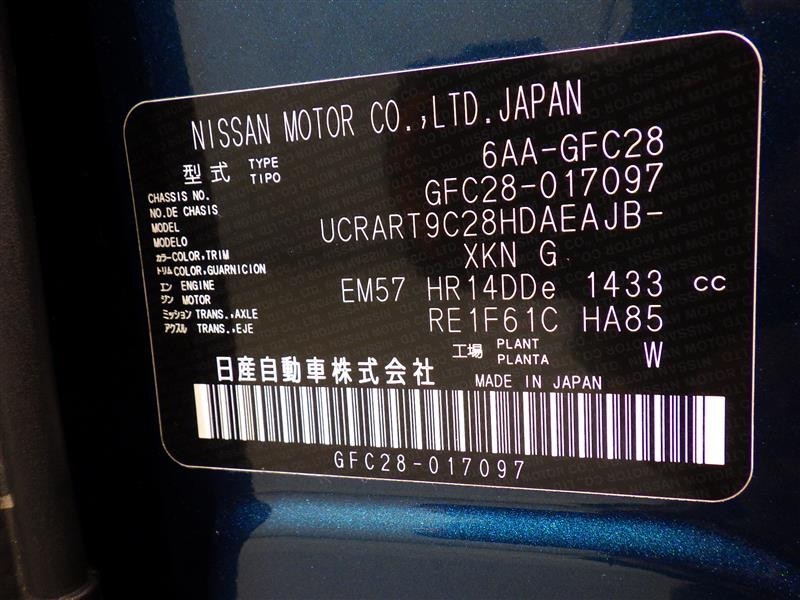 NISSAN MOTOR CO.,LTD.JAPAN
型式 TYPE TIPO 6AA-GFC28
CHASSIS NO. NO.DE CHASIS GFC28-017097
MODEL MODELO UCRART9C28HDAEAJB-
カラー COLOR,TRIM トリム COLOR,GUARNICION XKN G
エンジン ENGINE MOTOR EM57 HR14DDe 1433 cc
ミッション TRANS.,AXLE アクスル TRANS.,EJE RE1F61C HA85
工場 PLANT PLANTA W
日産自動車株式会社 MADE IN JAPAN
GFC28-017097